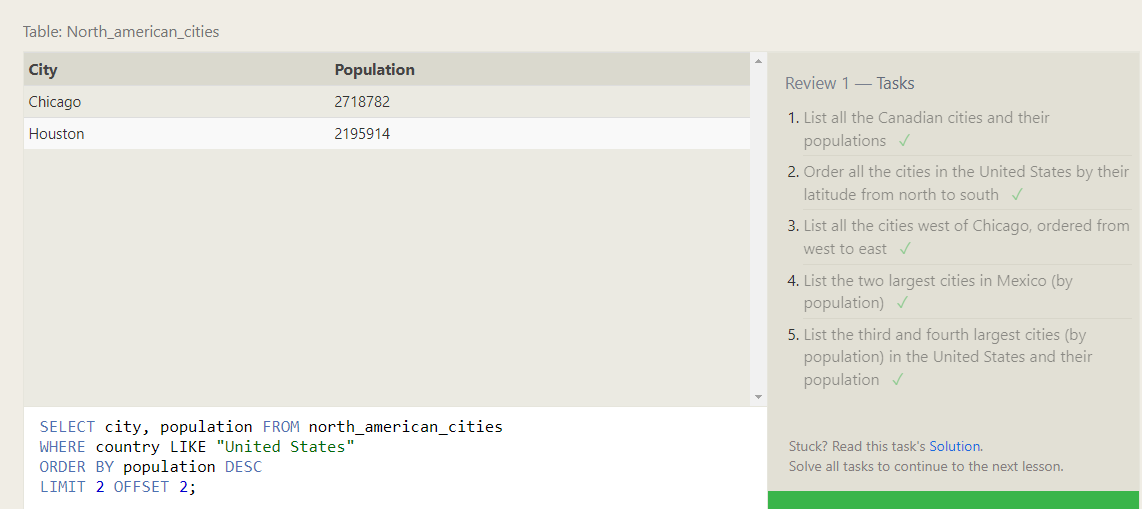 Table: North_american_cities
City Population
Chicago 2718782
Houston 2195914
SELECT city, population FROM north_american_cities
WHERE country LIKE "United States"
ORDER BY population DESC
LIMIT 2 OFFSET 2;
Review 1 — Tasks
1. List all the Canadian cities and their
populations ✓
2. Order all the cities in the United States by their
latitude from north to south ✓
3. List all the cities west of Chicago, ordered from
west to east ✓
4. List the two largest cities in Mexico (by
population) ✓
5. List the third and fourth largest cities (by
population) in the United States and their
population ✓
Stuck? Read this task's Solution.
Solve all tasks to continue to the next lesson.